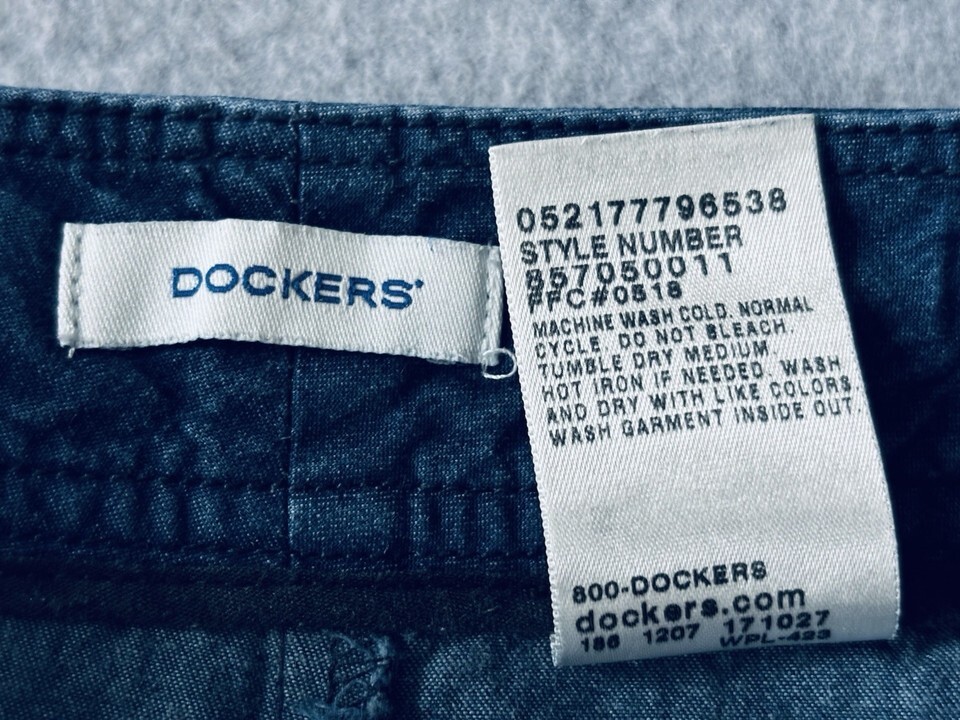 DOCKERS®
052177796538
STYLE NUMBER
857050011
FFC#0518
MACHINE WASH COLD. NORMAL
CYCLE. DO NOT BLEACH.
TUMBLE DRY MEDIUM
HOT IRON IF NEEDED. WASH
AND DRY WITH LIKE COLORS.
WASH GARMENT INSIDE OUT.
800-DOCKERS
dockers.com
186 1207 171027
WPL-423